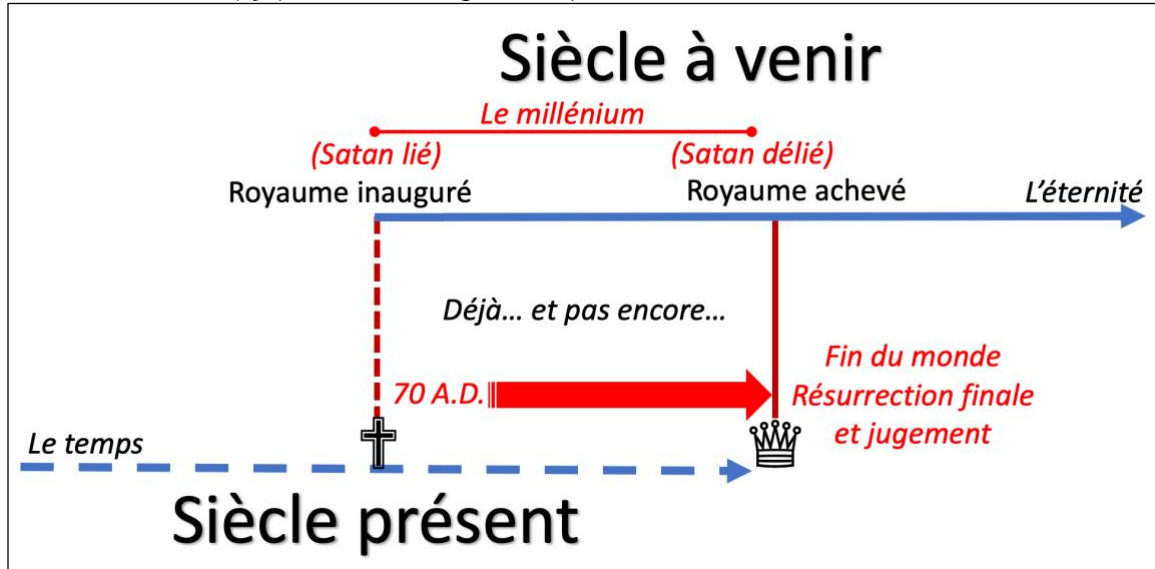 Siècle à venir
Le millénium
(Satan lié)
(Satan délié)
Royaume inauguré
Royaume achevé
L'éternité
Déjà... et pas encore...
70 A.D.
Fin du monde
Résurrection finale
et jugement
Le temps
Siècle présent